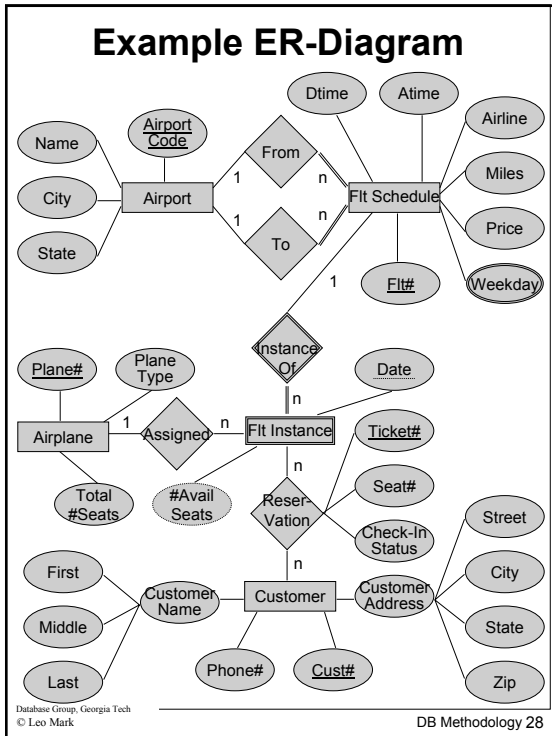 Example ER-Diagram
Dtime
Atime
Airport
Code
Name
From
Airline
1
n
Miles
City
Airport
Flt Schedule
1
n
Price
State
To
Flt#
Weekday
1
Instance
Of
Plane#
Plane
Type
Date
n
Airplane
1
Assigned
n
Flt Instance
Ticket#
n
Total
#Seats
#Avail
Seats
Reser-
Vation
Seat#
Check-In
Status
Street
n
First
City
Customer
Name
Customer
Customer
Address
Middle
State
Phone#
Cust#
Last
Zip
Database Group, Georgia Tech
© Leo Mark
DB Methodology 28